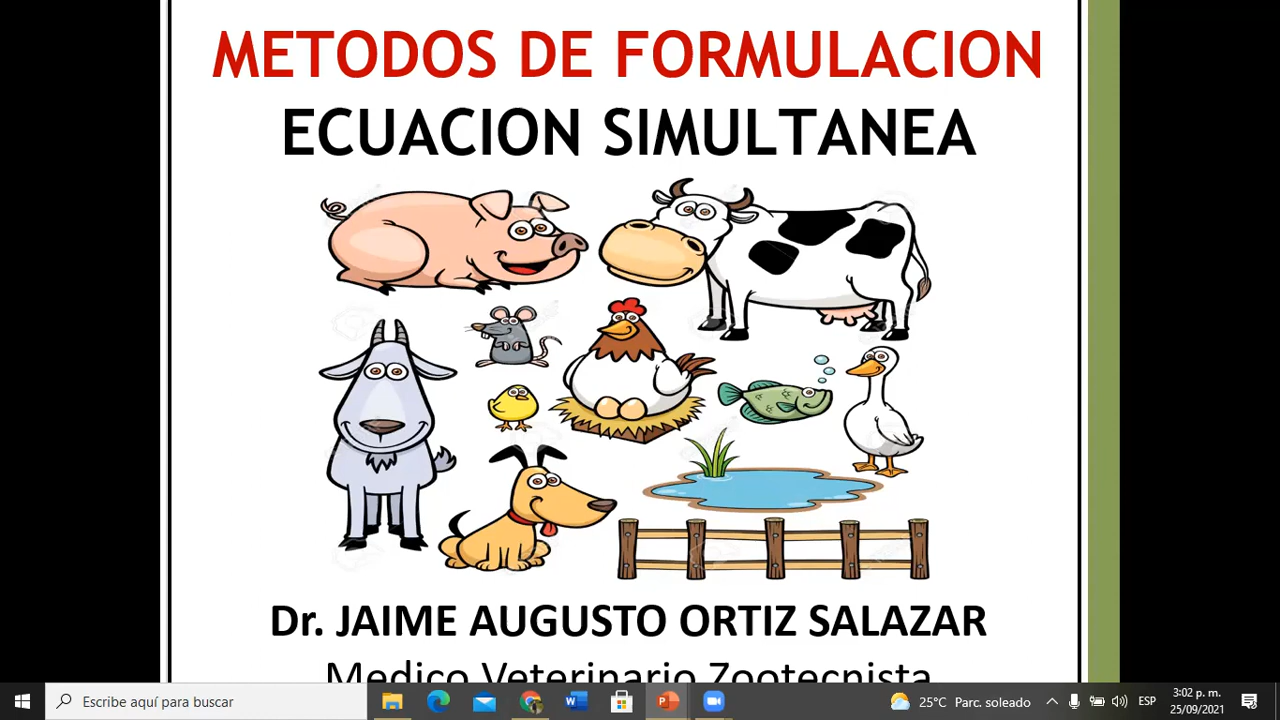 METODOS DE FORMULACION
ECUACION SIMULTANEA
Dr. JAIME AUGUSTO ORTIZ SALAZAR
Medico Veterinario Zootecnista
Escribe aquí para buscar
25°C Parc. soleado
ESP
3:02 p. m.
25/09/2021